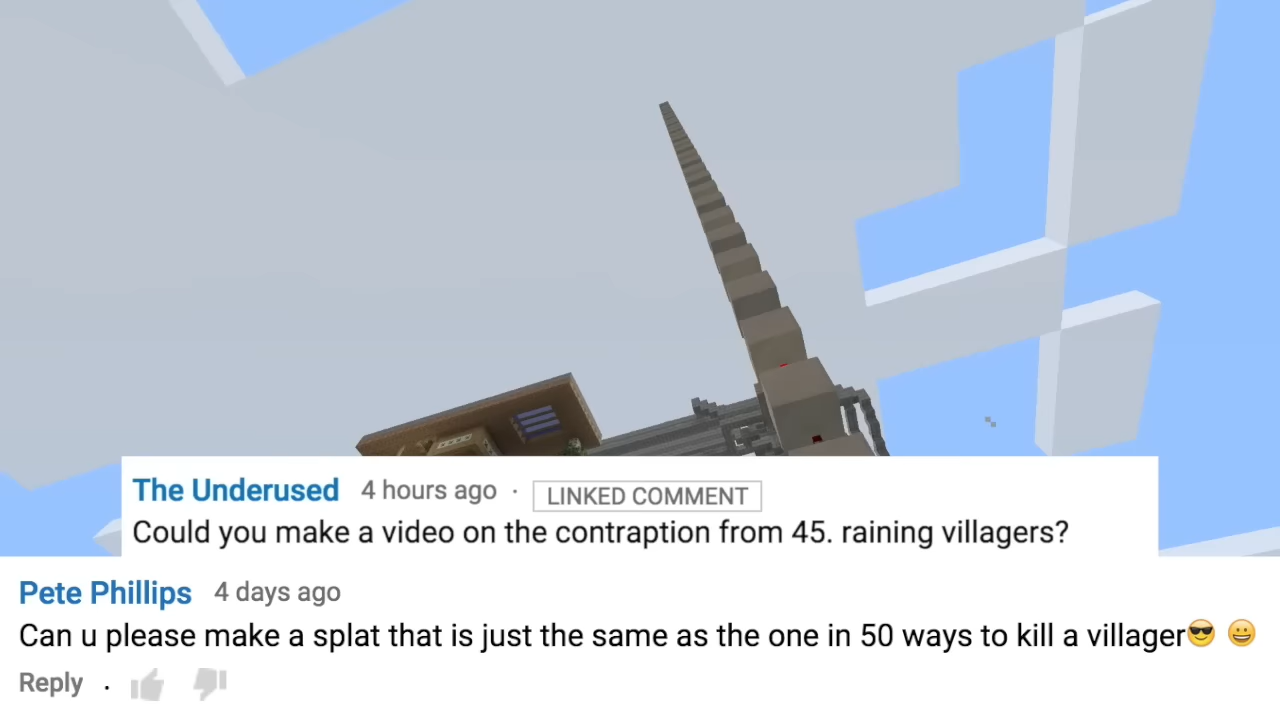 The Underused 4 hours ago · LINKED COMMENT
Could you make a video on the contraption from 45. raining villagers?
Pete Phillips 4 days ago
Can u please make a splat that is just the same as the one in 50 ways to kill a villager😎 😀
Reply ·